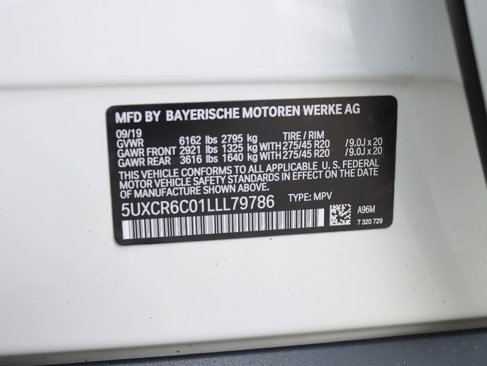 MFD BY BAYERISCHE MOTOREN WERKE AG
09/19
GVWR 6162 lbs 2795 kg TIRE / RIM
GAWR FRONT 2921 lbs 1325 kg WITH 275/45 R20 / 9.0J x 20
GAWR REAR 3616 lbs 1640 kg WITH 275/45 R20 / 9.0J x 20
THIS VEHICLE CONFORMS TO ALL APPLICABLE U.S. FEDERAL
MOTOR VEHICLE SAFETY STANDARDS IN EFFECT ON THE DATE OF
MANUFACTURE SHOWN ABOVE.
5UXCR6C01LLL79786 TYPE: MPV A96M
7 320 729